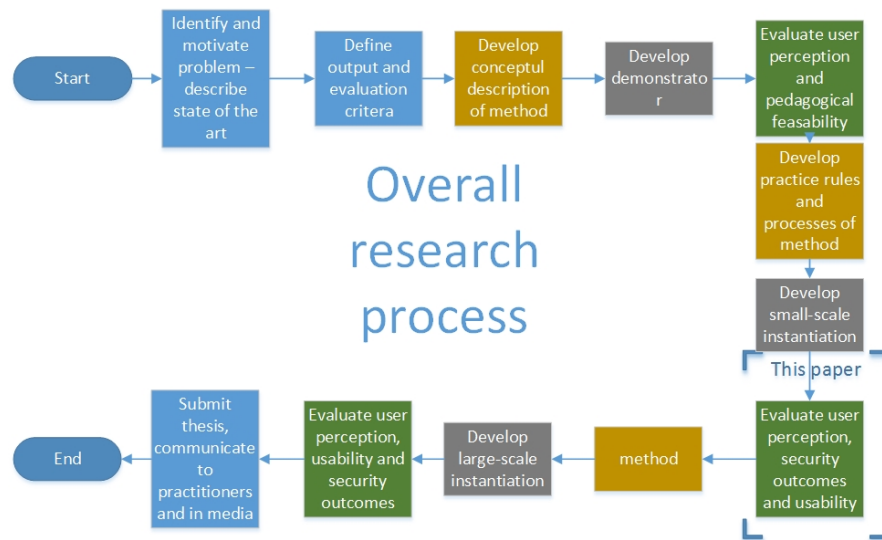 Start
Identify and
motivate problem –
describe state of the
art
Define
output and
evaluation
criteria
Develop
conceptul
description
of method
Develop
demonstrato
r
Evaluate user
perception
and
pedagogical
feasability
Develop
practice rules
and
processes of
method
Develop
small-scale
instantiation
Overall
research
process
This paper
Evaluate user
perception,
security
outcomes
and usability
method
Develop
large-scale
instantiation
Evaluate user
perception,
usability and
security
outcomes
Submit
thesis,
communicate
to
practitioners
and in media
End